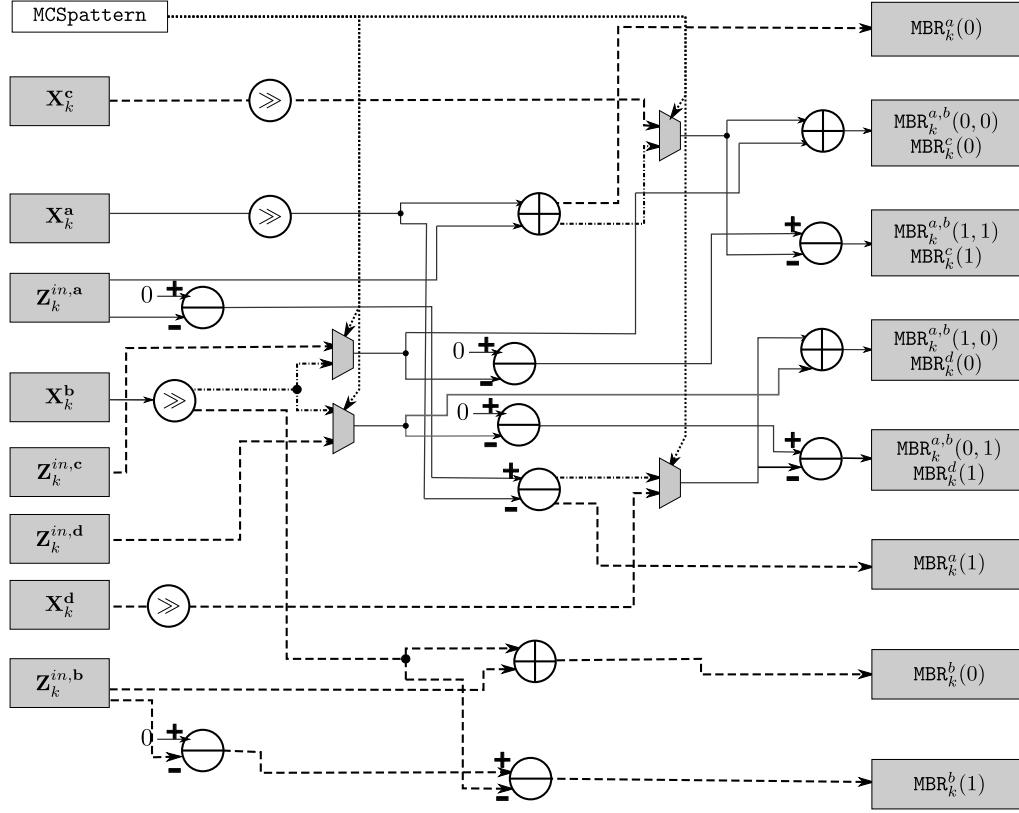 MCSpattern
MBR_k^a(0)
X_k^c
≫
MBR_k^{a,b}(0,0)
MBR_k^c(0)
X_k^a
≫
MBR_k^{a,b}(1,1)
MBR_k^c(1)
+
-
Z_k^{in,a}
0
+
-
MBR_k^{a,b}(1,0)
MBR_k^d(0)
0
+
-
X_k^b
≫
0
+
-
MBR_k^{a,b}(0,1)
MBR_k^d(1)
+
-
Z_k^{in,c}
+
-
Z_k^{in,d}
MBR_k^a(1)
X_k^d
≫
Z_k^{in,b}
MBR_k^b(0)
0
+
-
+
-
MBR_k^b(1)